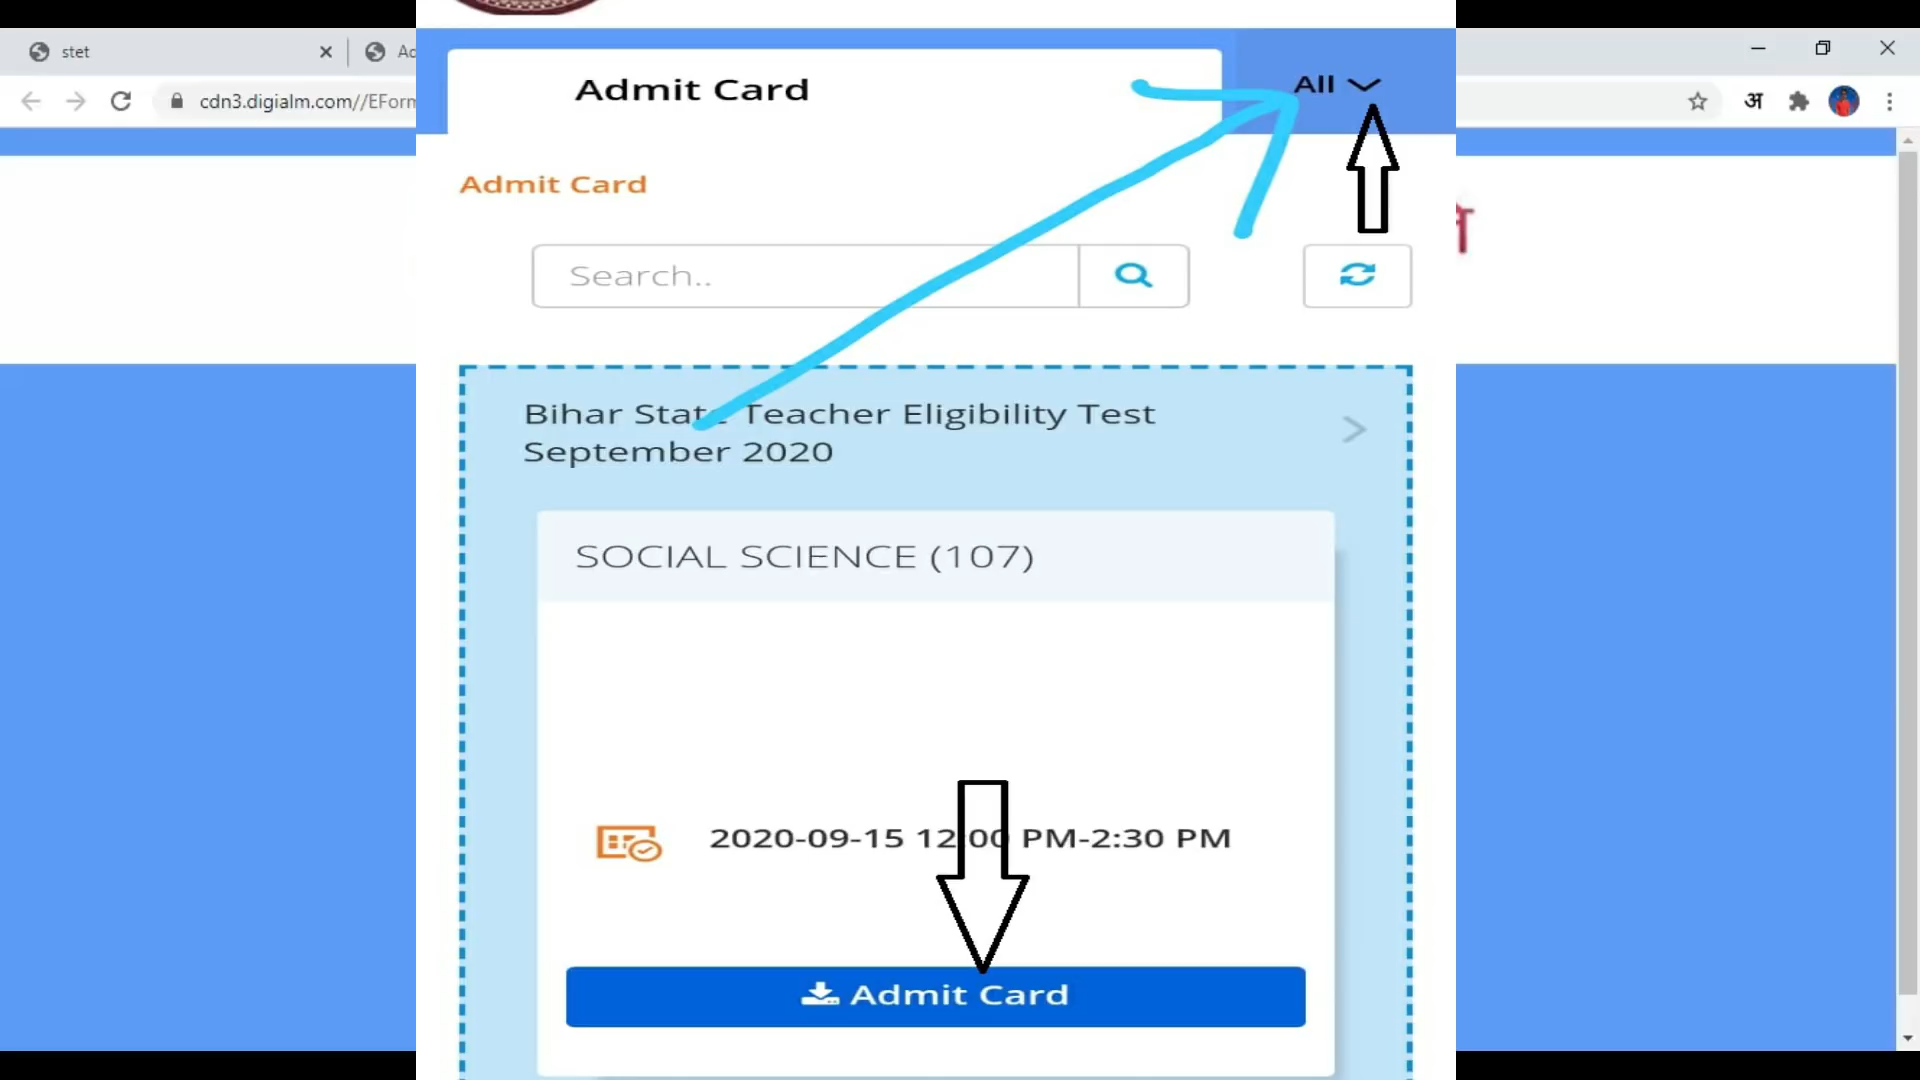 stet
cdn3.digialm.com//EForm
Admit Card
All
अ
Admit Card
Search..
Bihar State Teacher Eligibility Test
September 2020
SOCIAL SCIENCE (107)
2020-09-15 12:00 PM-2:30 PM
Admit Card